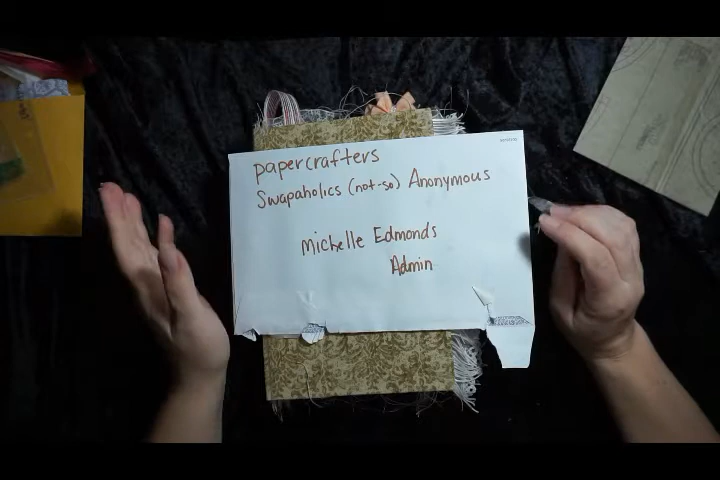 papercrafters
Swapaholics (not-so) Anonymous
Michelle Edmonds
Admin